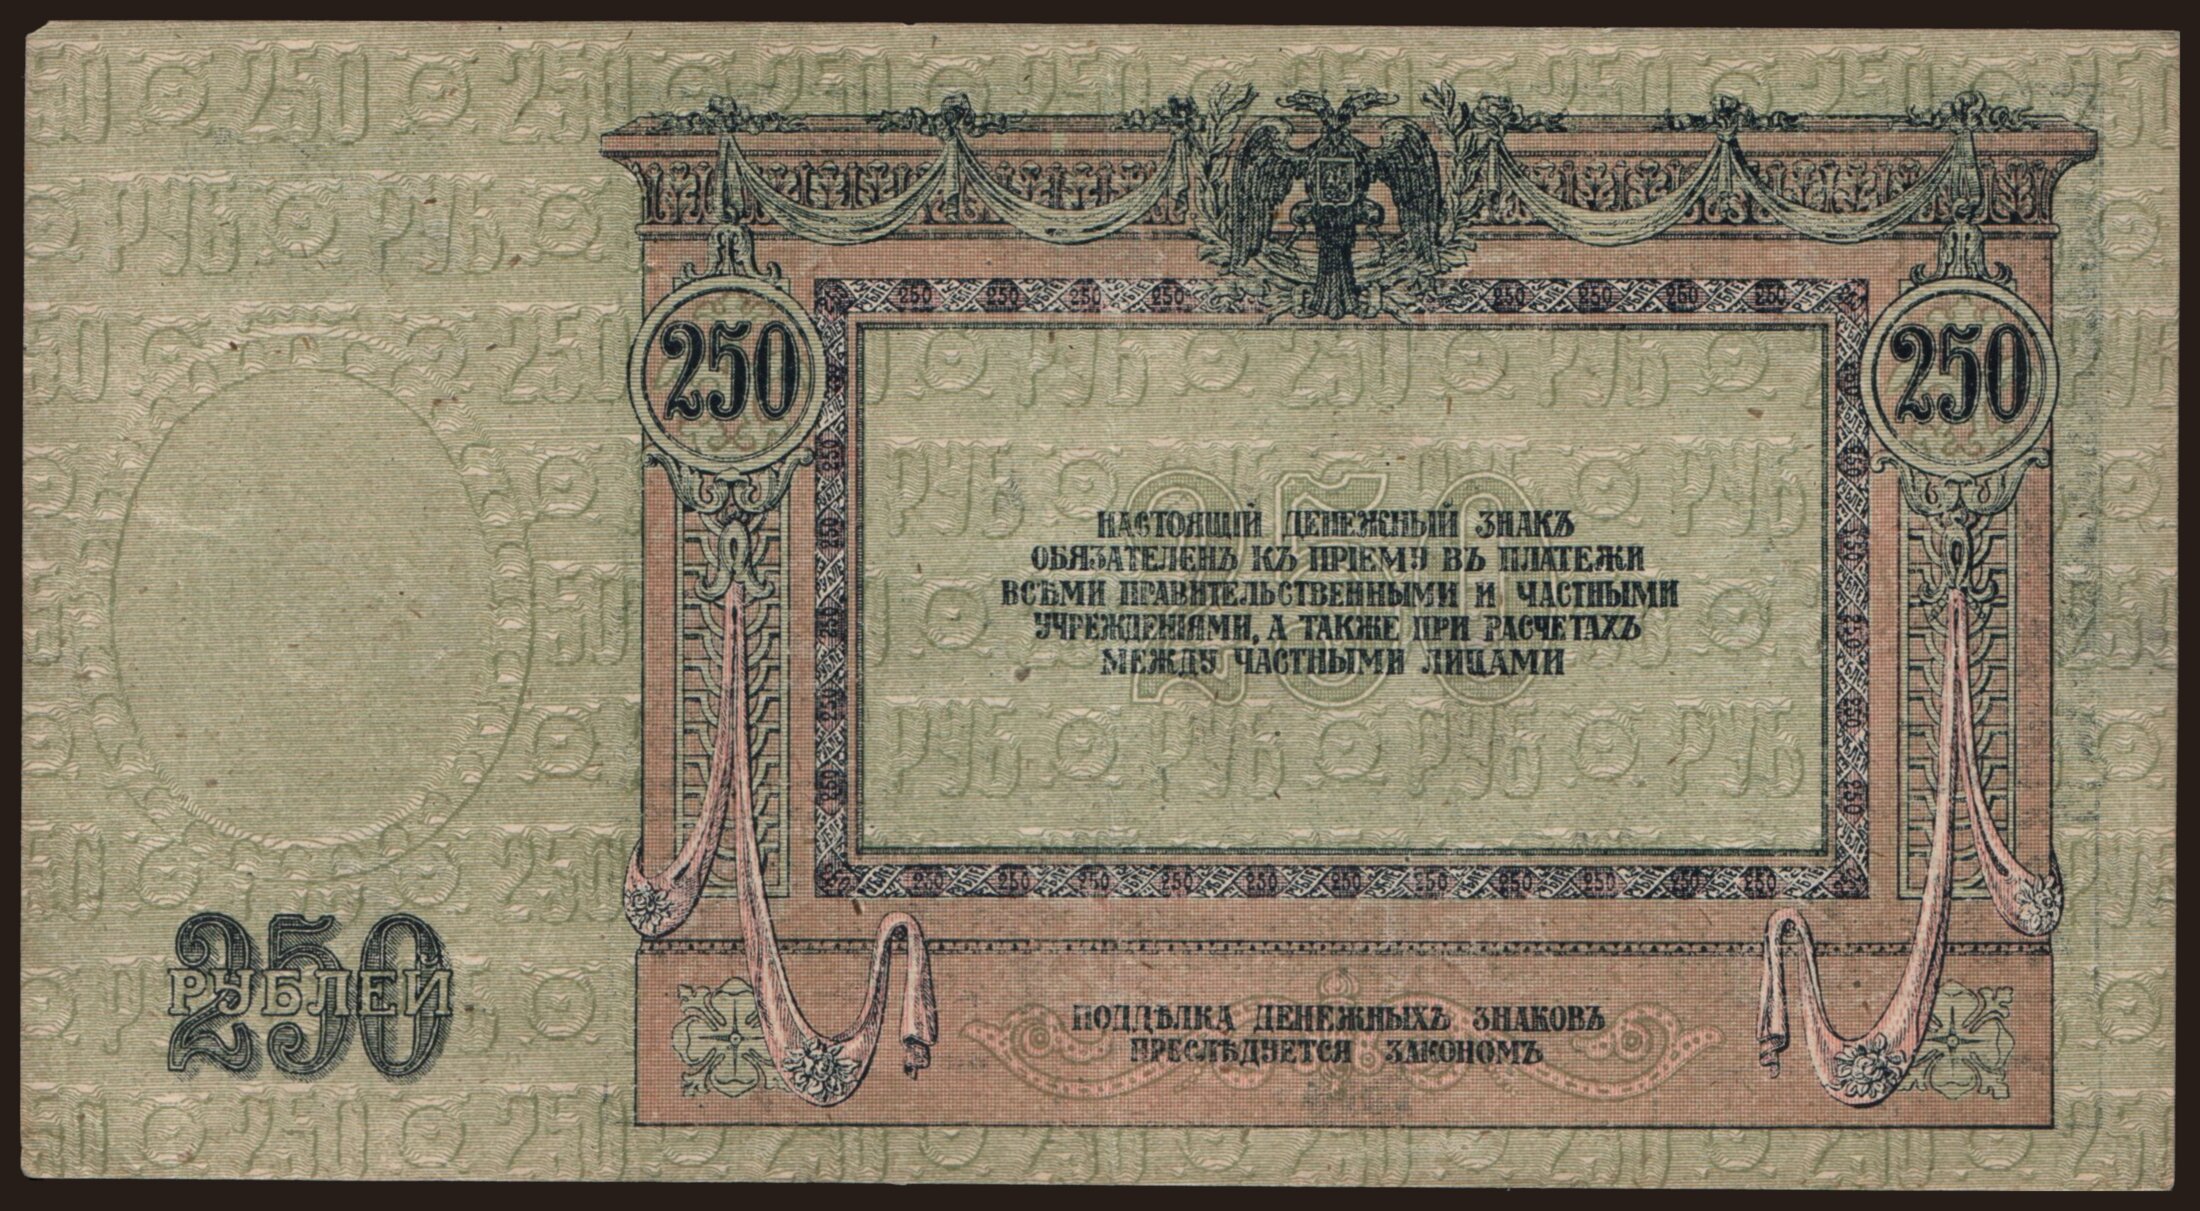 250
250
НАСТОЯЩІЙ ДЕНЕЖНЫЙ ЗНАКЪ
ОБЯЗАТЕЛЕНЪ КЪ ПРІЕМУ ВЪ ПЛАТЕЖИ
ВСѢМИ ПРАВИТЕЛЬСТВЕННЫМИ И ЧАСТНЫМИ
УЧРЕЖДЕНІЯМИ, А ТАКЖЕ ПРИ РАСЧЕТАХЪ
МЕЖДУ ЧАСТНЫМИ ЛИЦАМИ
250
РУБЛЕЙ
250
ПОДДѢЛКА ДЕНЕЖНЫХЪ ЗНАКОВЪ
ПРЕСЛѢДУЕТСЯ ЗАКОНОМЪ